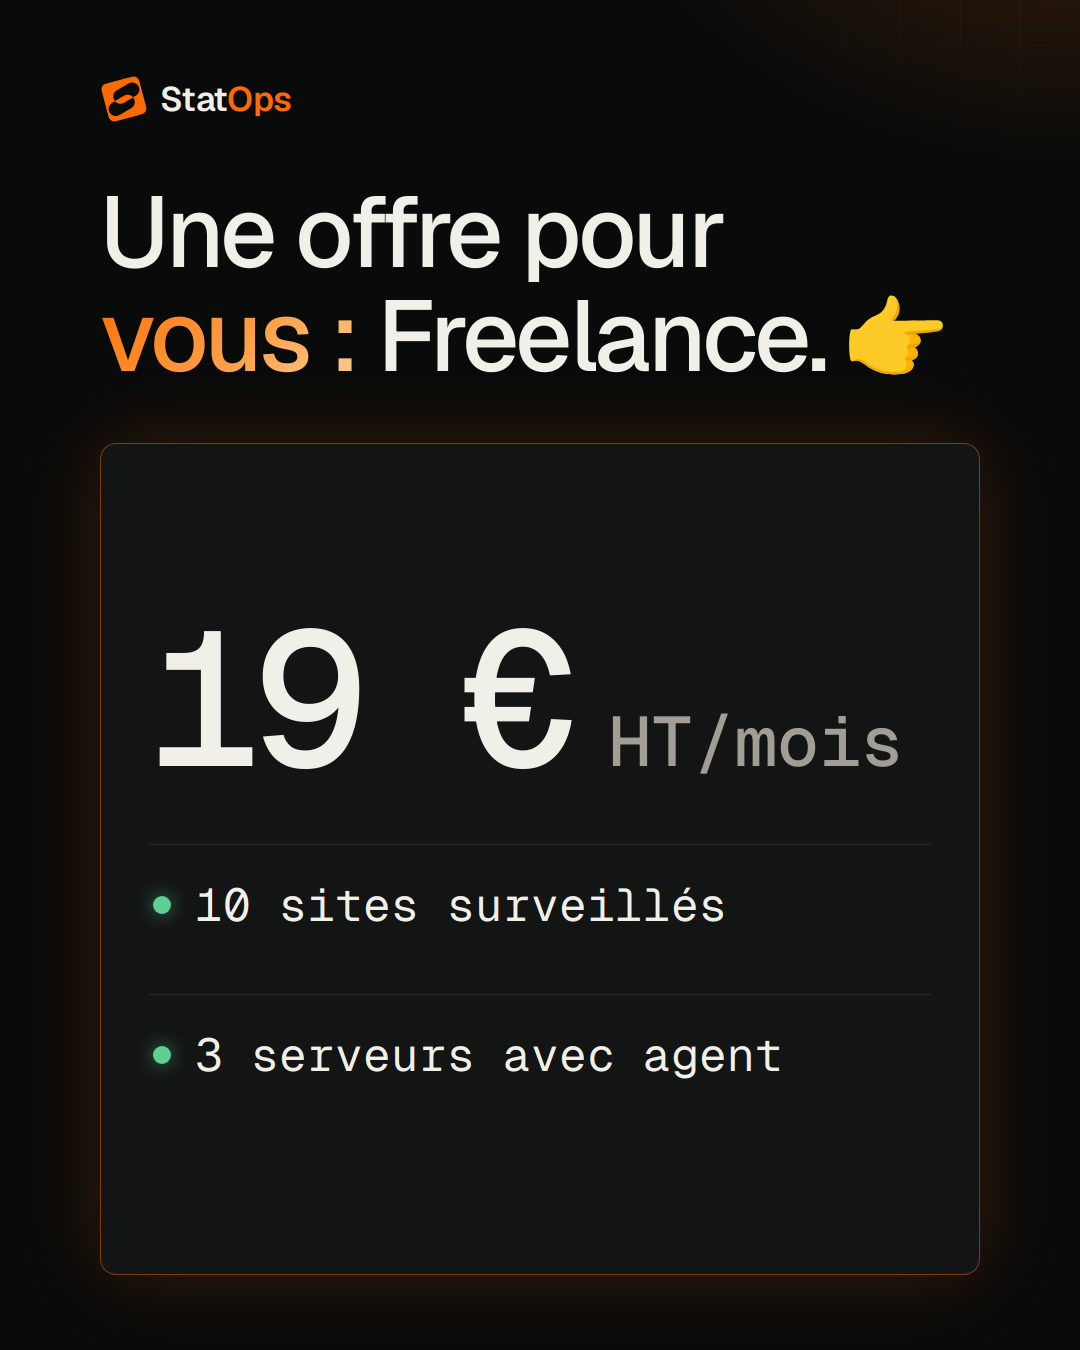 StatOps
Une offre pour
vous : Freelance. 👉
19 € HT/mois
10 sites surveillés
3 serveurs avec agent